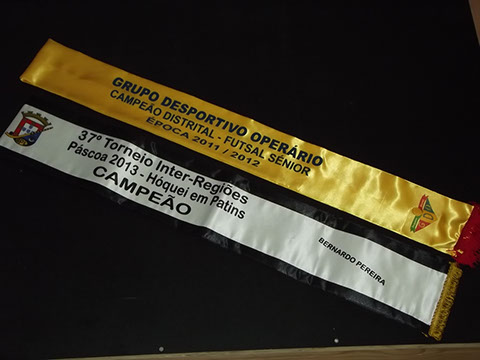 GRUPO DESPORTIVO OPERÁRIO
CAMPEÃO DISTRITAL - FUTSAL SÉNIOR
ÉPOCA 2011 / 2012
37º Torneio Inter-Regiões
Páscoa 2013 - Hóquei em Patins
CAMPEÃO
BERNARDO PEREIRA